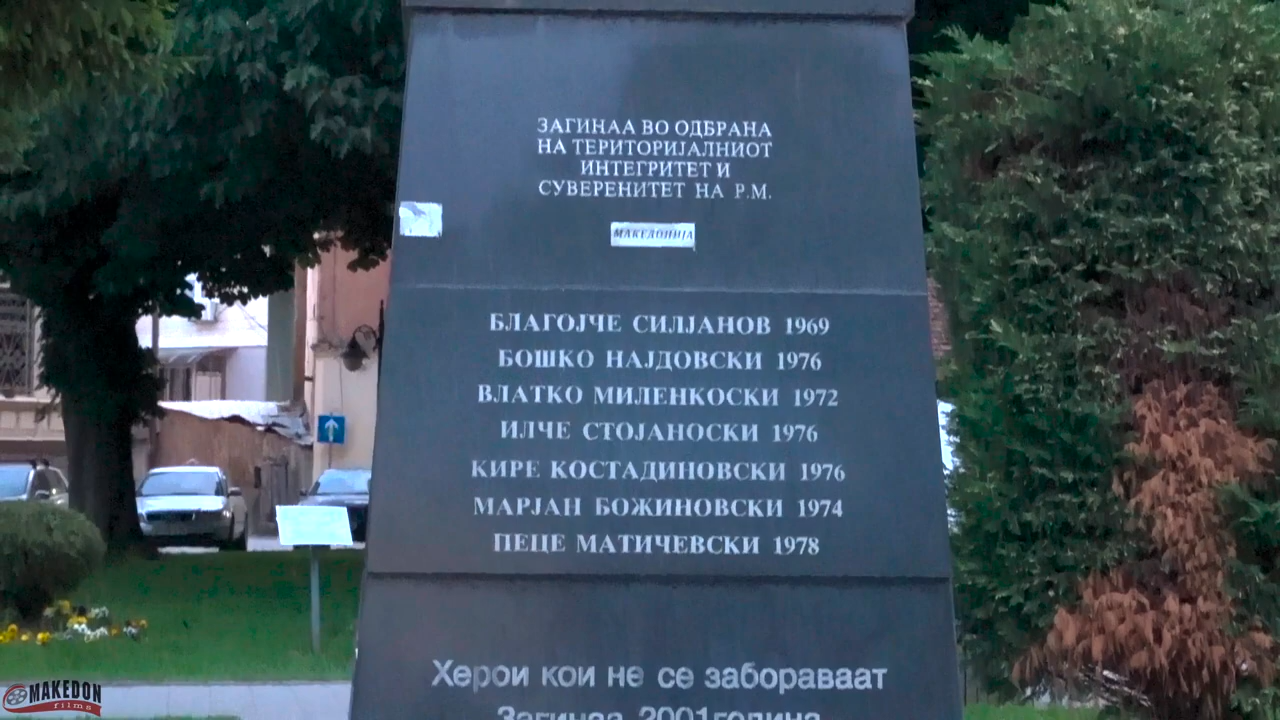 ЗАГИНАА ВО ОДБРАНА
НА ТЕРИТОРИЈАЛНИОТ
ИНТЕГРИТЕТ И
СУВЕРЕНИТЕТ НА Р.М.
МАКЕДОНИЈА
БЛАГОЈЧЕ СИЛЈАНОВ 1969
БОШКО НАЈДОВСКИ 1976
ВЛАТКО МИЛЕНКОСКИ 1972
ИЛЧЕ СТОЈАНОСКИ 1976
КИРЕ КОСТАДИНОВСКИ 1976
МАРЈАН БОЖИНОВСКИ 1974
ПЕЦЕ МАТИЧЕВСКИ 1978
Херои кои не се забораваат
Загинаа 2001година
MAKEDON
films